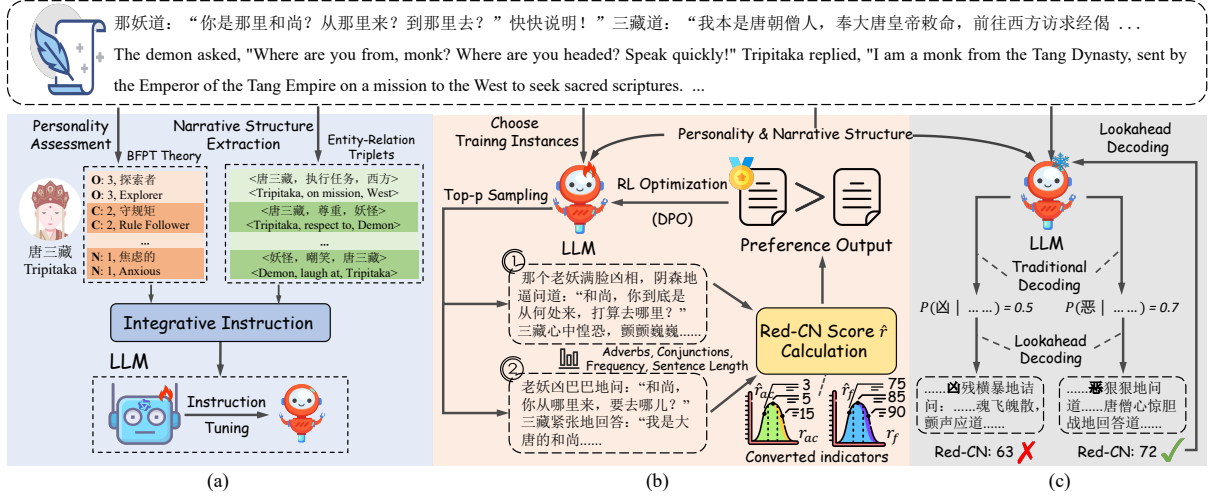 那妖道：“你是那里和尚？从那里来？到那里去？”快快说明！”三藏道：“我本是唐朝僧人，奉大唐皇帝敕命，前往西方访求经偈 ...
The demon asked, "Where are you from, monk? Where are you headed? Speak quickly!" Tripitaka replied, "I am a monk from the Tang Dynasty, sent by
the Emperor of the Tang Empire on a mission to the West to seek sacred scriptures. ...
Personality
Assessment
Narrative Structure
Extraction
BFPT Theory
Entity-Relation
Triplets
O: 3, 探索者
O: 3, Explorer
C: 2, 守规矩
C: 2, Rule Follower
...
N: 1, 焦虑的
N: 1, Anxious
唐三藏
Tripitaka
<唐三藏，执行任务，西方>
<Tripitaka, on mission, West>
<唐三藏，尊重，妖怪>
<Tripitaka, respect to, Demon>
...
<妖怪，嘲笑，唐三藏>
<Demon, laugh at, Tripitaka>
Integrative Instruction
LLM
Instruction
Tuning
(a)
Choose
Trainng Instances
Personality & Narrative Structure
Top-p Sampling
RL Optimization
(DPO)
>
LLM
Preference Output
1
那个老妖满脸凶相，阴森地
逼问道：“和尚，你到底是
从何处来，打算去哪里？”
三藏心中惶恐，颤颤巍巍......
Adverbs, Conjunctions,
Frequency, Sentence Length
2
老妖凶巴巴地问：“和尚，
你从哪里来，要去哪儿？”
三藏紧张地回答：“我是大
唐的和尚......
Red-CN Score r̂
Calculation
r̂ac
3
5
15
rac
r̂f
75
85
90
rf
Converted indicators
(b)
Lookahead
Decoding
LLM
Traditional
Decoding
P(凶 | ... ...) = 0.5
P(恶 | ... ...) = 0.7
Lookahead
Decoding
......凶残横暴地诘
问：......魂飞魄散，
颤声应道......
......恶狠狠地问
道......唐僧心惊胆
战地回答道......
Red-CN: 63
Red-CN: 72
(c)